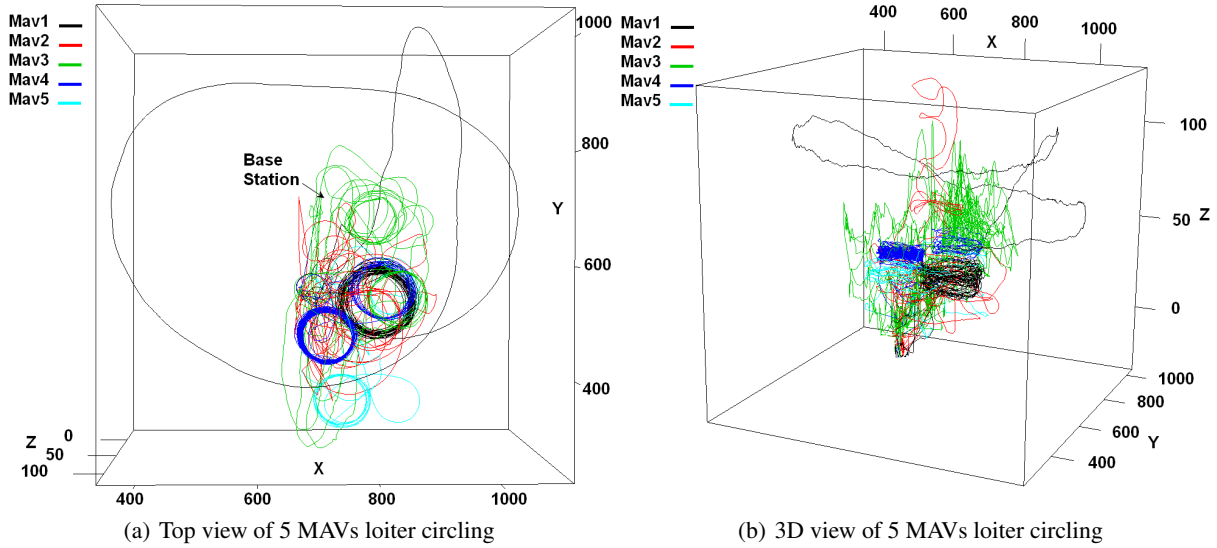 Mav1
Mav2
Mav3
Mav4
Mav5
1000
800
Base
Station
Y
600
400
Z 0
50
100
X
400 600 800 1000
(a) Top view of 5 MAVs loiter circling
Mav1
Mav2
Mav3
Mav4
Mav5
400 600 800 1000
X
100
50
Z
0
1000
800
600
Y
400
(b) 3D view of 5 MAVs loiter circling